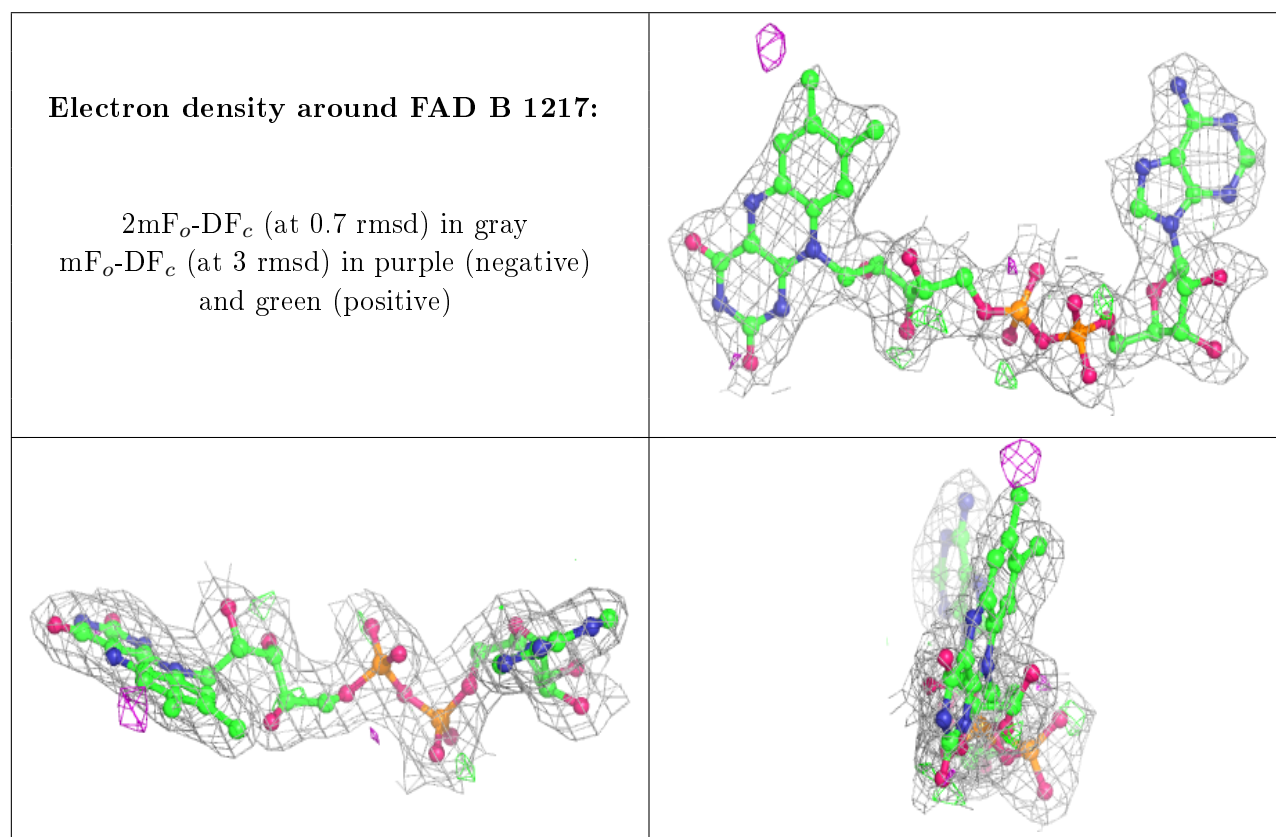 Electron density around FAD B 1217:
2mFₒ-DF𝒸 (at 0.7 rmsd) in gray
mFₒ-DF𝒸 (at 3 rmsd) in purple (negative)
and green (positive)